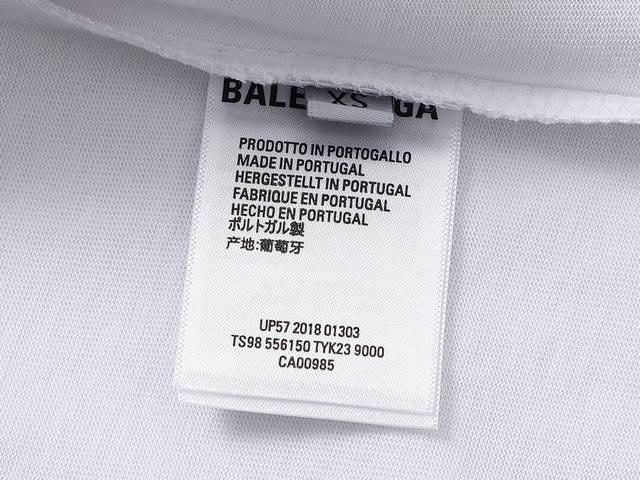 BALE GA
XS
PRODOTTO IN PORTOGALLO
MADE IN PORTUGAL
HERGESTELLT IN PORTUGAL
FABRIQUE EN PORTUGAL
HECHO EN PORTUGAL
ポルトガル製
产地:葡萄牙
UP57 2018 01303
TS98 556150 TYK23 9000
CA00985